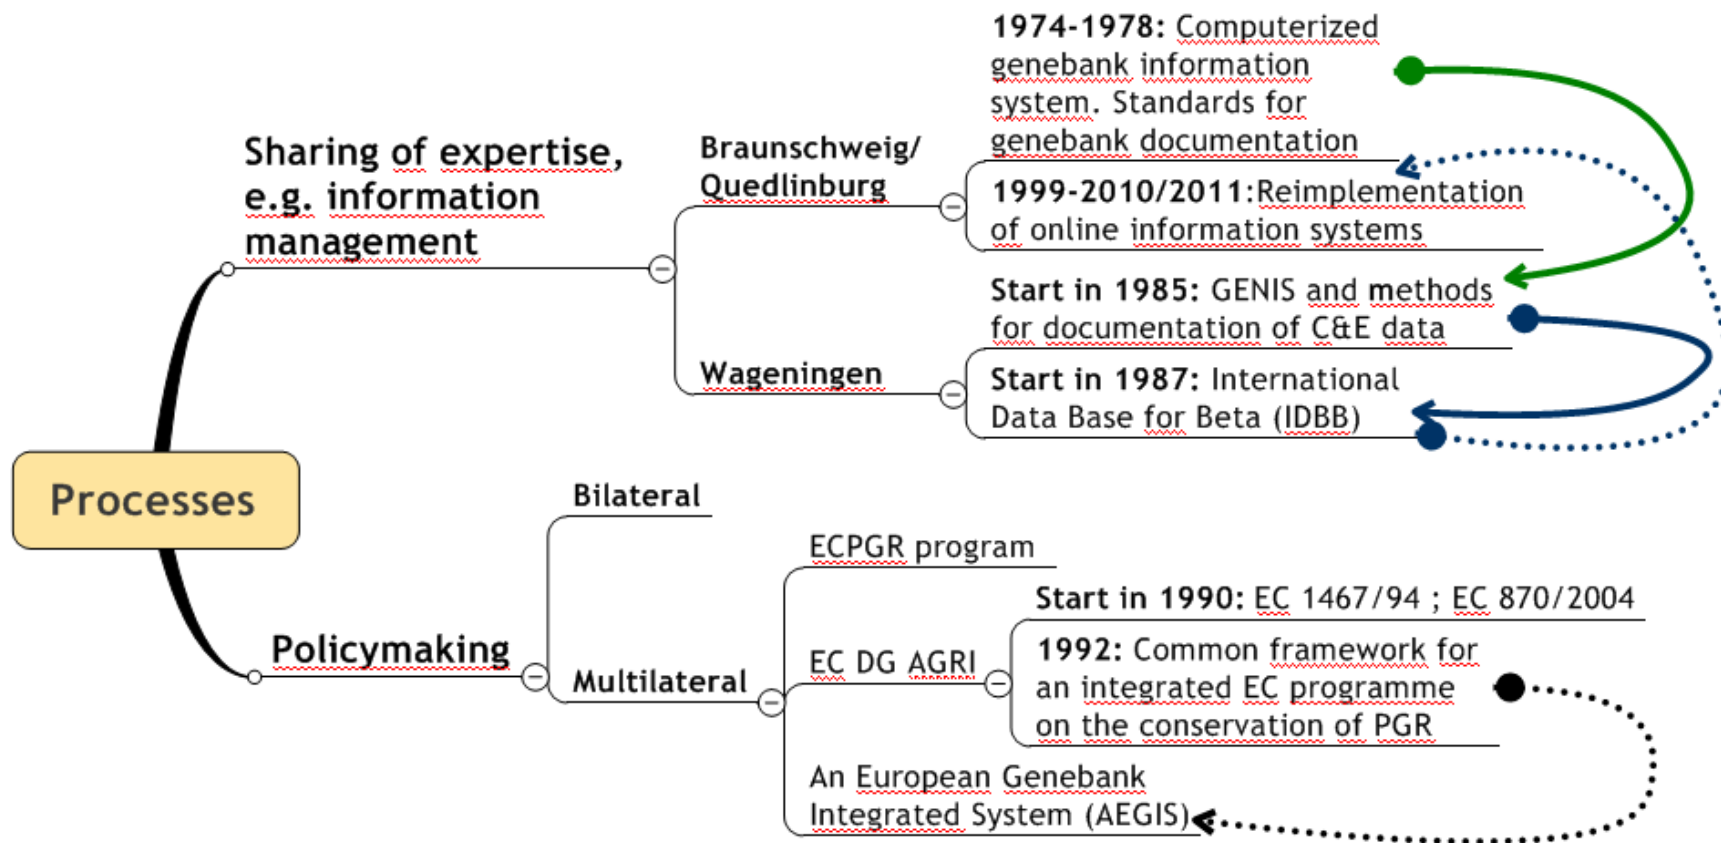 Processes
Sharing of expertise,
e.g. information
management
Braunschweig/
Quedlinburg
1974-1978: Computerized
genebank information
system. Standards for
genebank documentation
1999-2010/2011:Reimplementation
of online information systems
Wageningen
Start in 1985: GENIS and methods
for documentation of C&E data
Start in 1987: International
Data Base for Beta (IDBB)
Policymaking
Bilateral
Multilateral
ECPGR program
EC DG AGRI
Start in 1990: EC 1467/94 ; EC 870/2004
1992: Common framework for
an integrated EC programme
on the conservation of PGR
An European Genebank
Integrated System (AEGIS)